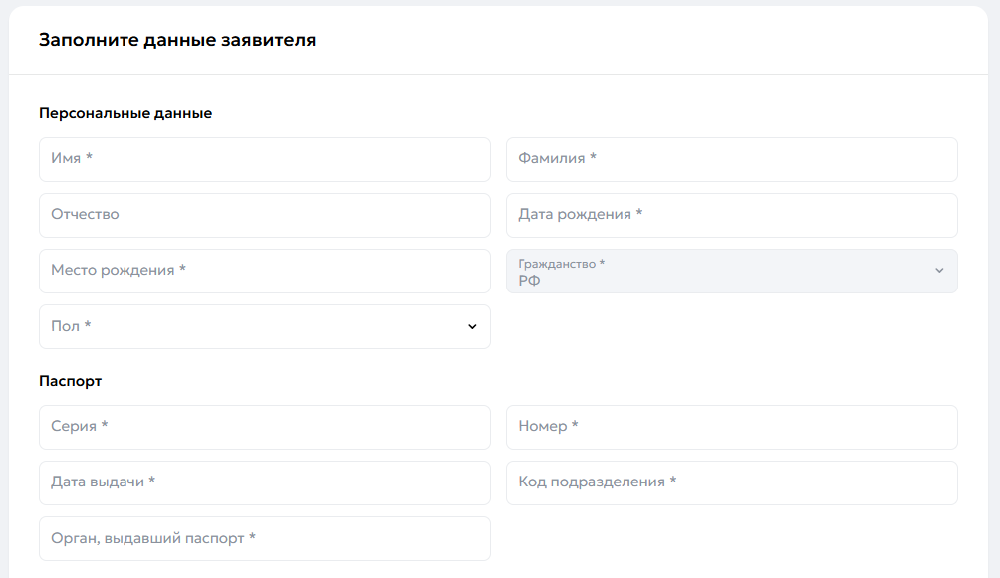 Заполните данные заявителя
Персональные данные
Имя *
Фамилия *
Отчество
Дата рождения *
Место рождения *
Гражданство *
РФ
Пол *
Паспорт
Серия *
Номер *
Дата выдачи *
Код подразделения *
Орган, выдавший паспорт *